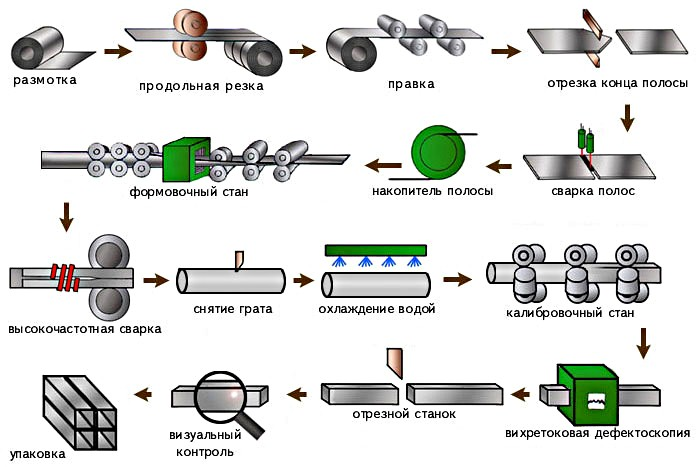 размотка
продольная резка
правка
отрезка конца полосы
формовочный стан
накопитель полосы
сварка полос
высокочастотная сварка
снятие грата
охлаждение водой
калибровочный стан
упаковка
визуальный
контроль
отрезной станок
вихретоковая дефектоскопия